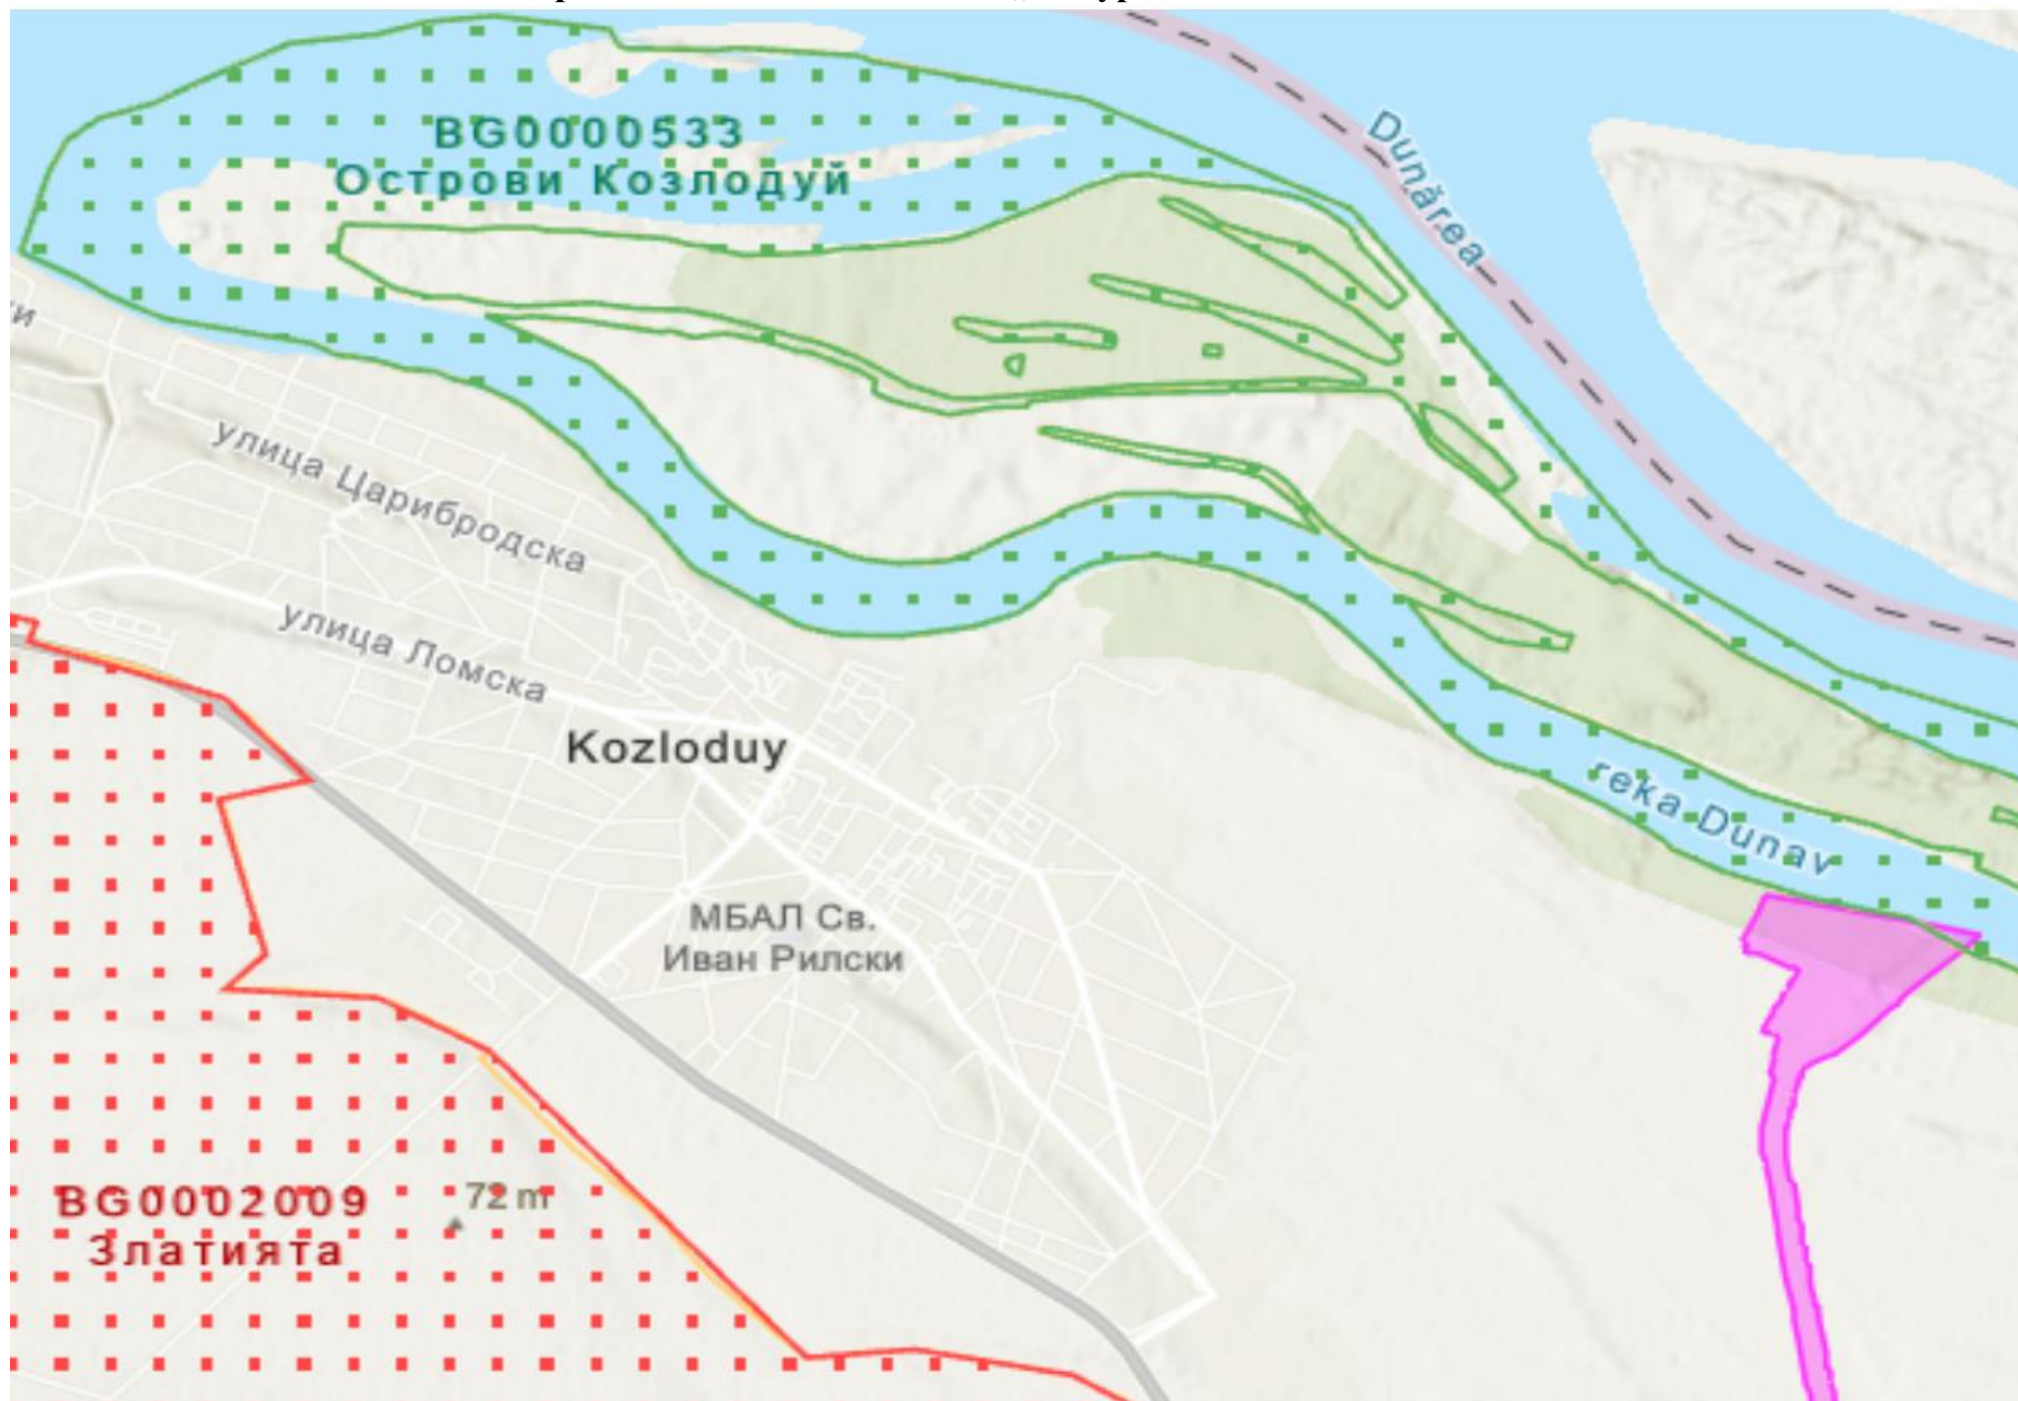 BG0000533
Острови Козлодуй
Dunărea
улица Царибродска
улица Ломска
Kozloduy
reka Dunav
МБАЛ Св.
Иван Рилски
BG0002009
Златията
72 m